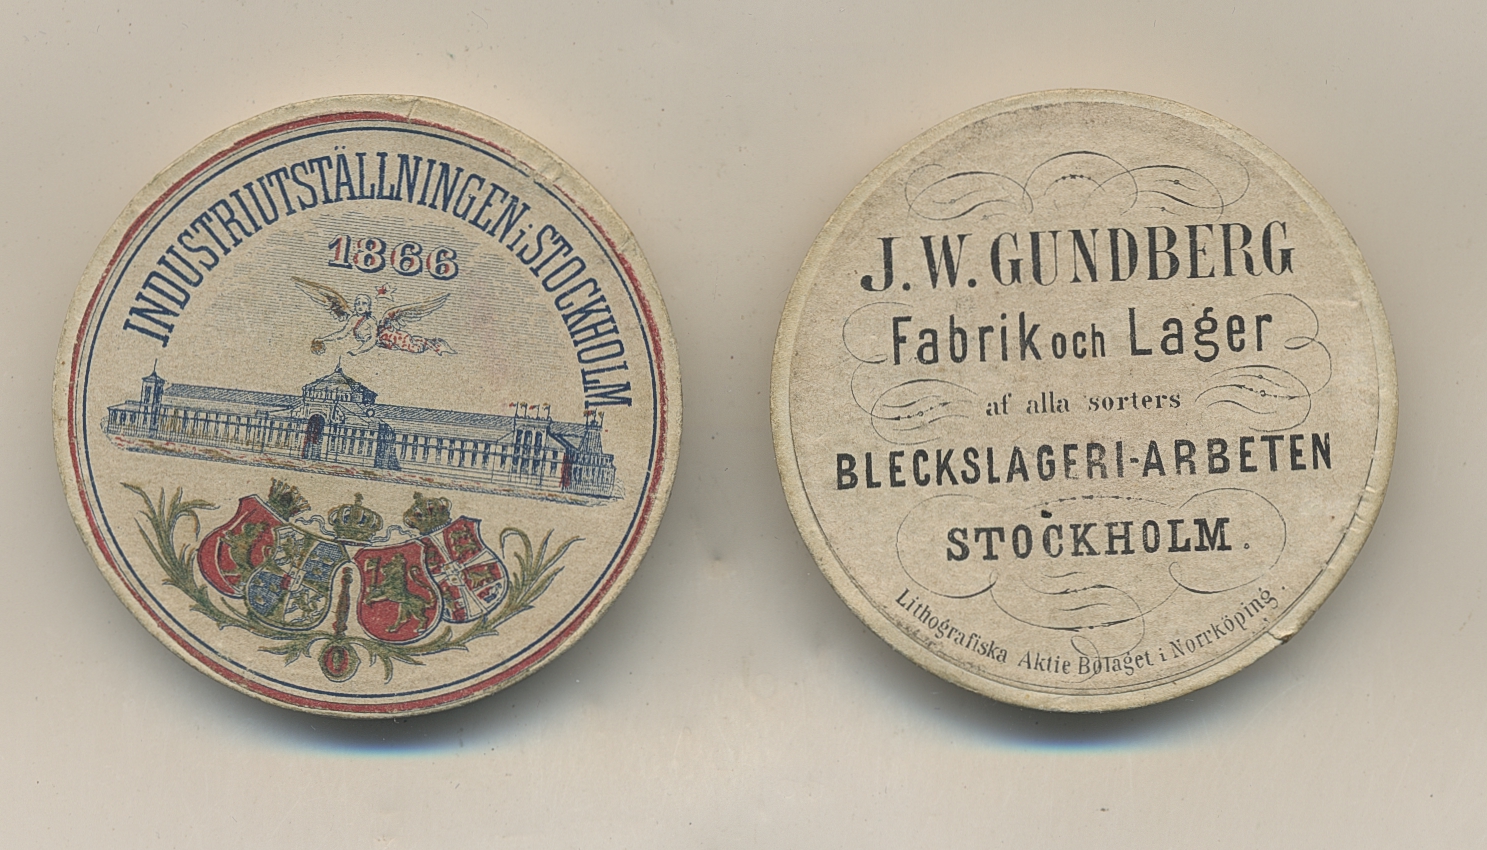 INDUSTRIUTSTÄLLNINGEN i STOCKHOLM
1866
J. W. GUNDBERG
Fabrik och Lager
af alla sorters
BLECKSLAGERI-ARBETEN
STOCKHOLM.
Lithografiska Aktie Bolaget i Norrköping.